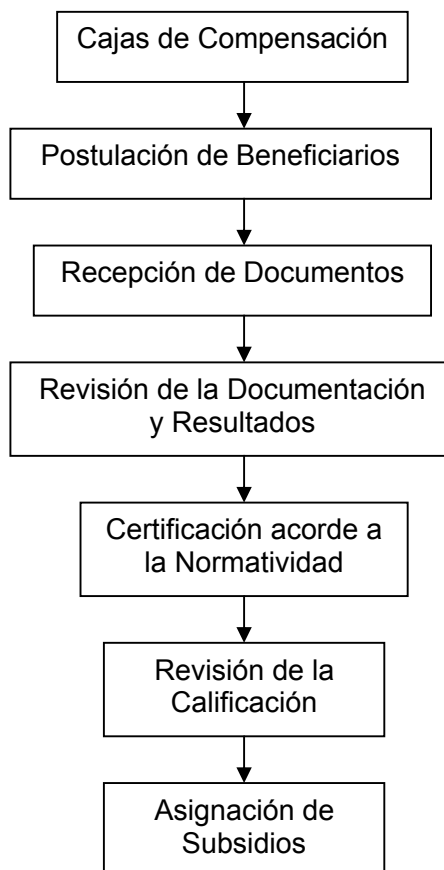 Cajas de Compensación
Postulación de Beneficiarios
Recepción de Documentos
Revisión de la Documentación
y Resultados
Certificación acorde a
la Normatividad
Revisión de la
Calificación
Asignación de
Subsidios